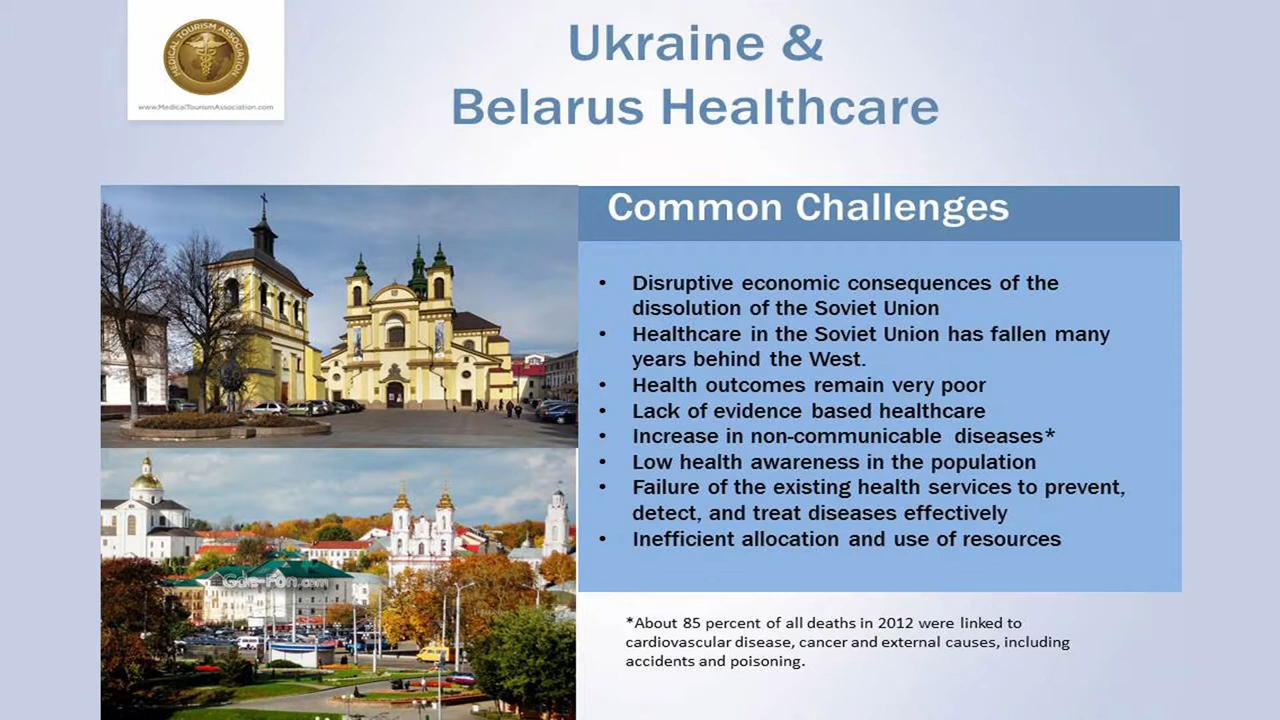 MEDICAL TOURISM ASSOCIATION
www.MedicalTourismAssociation.com
Ukraine &
Belarus Healthcare
Common Challenges
• Disruptive economic consequences of the
dissolution of the Soviet Union
• Healthcare in the Soviet Union has fallen many
years behind the West.
• Health outcomes remain very poor
• Lack of evidence based healthcare
• Increase in non-communicable diseases*
• Low health awareness in the population
• Failure of the existing health services to prevent,
detect, and treat diseases effectively
• Inefficient allocation and use of resources
Gde-Fon.com
*About 85 percent of all deaths in 2012 were linked to
cardiovascular disease, cancer and external causes, including
accidents and poisoning.